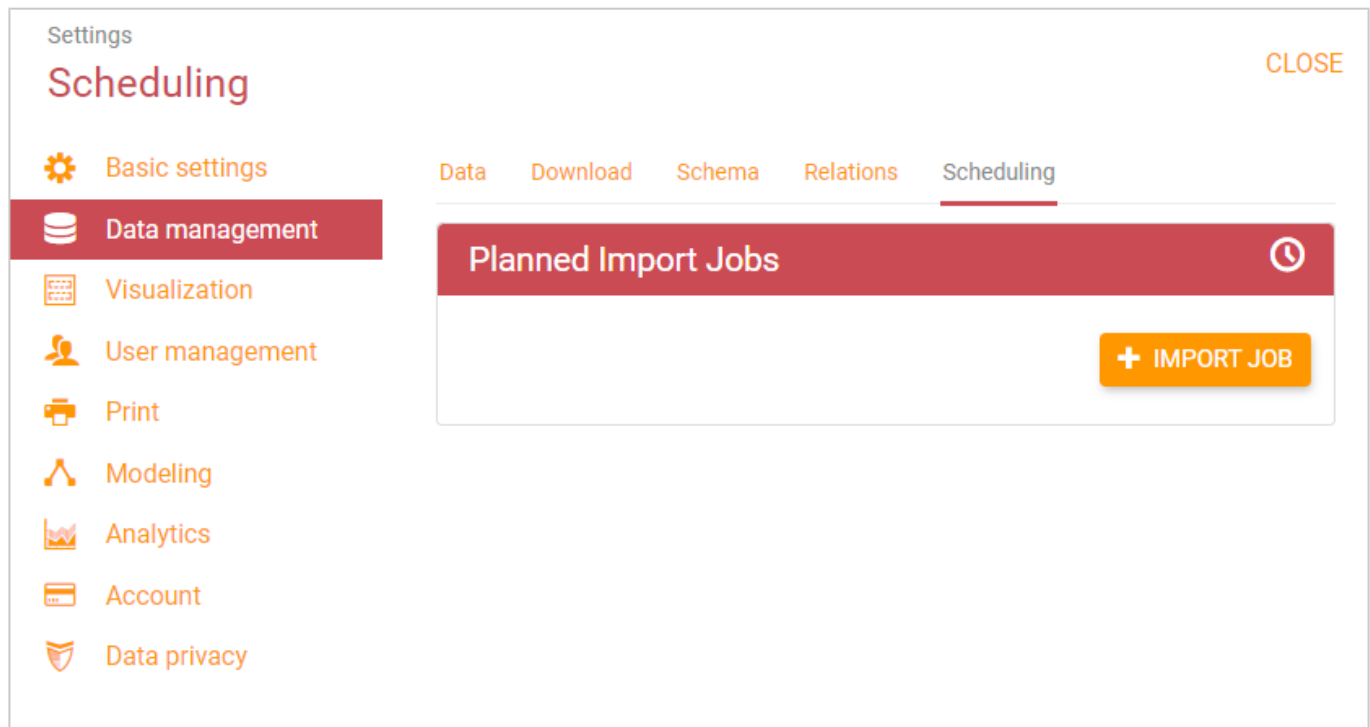 Settings
Scheduling
CLOSE
Basic settings
Data management
Visualization
User management
Print
Modeling
Analytics
Account
Data privacy
Data Download Schema Relations Scheduling
Planned Import Jobs
IMPORT JOB